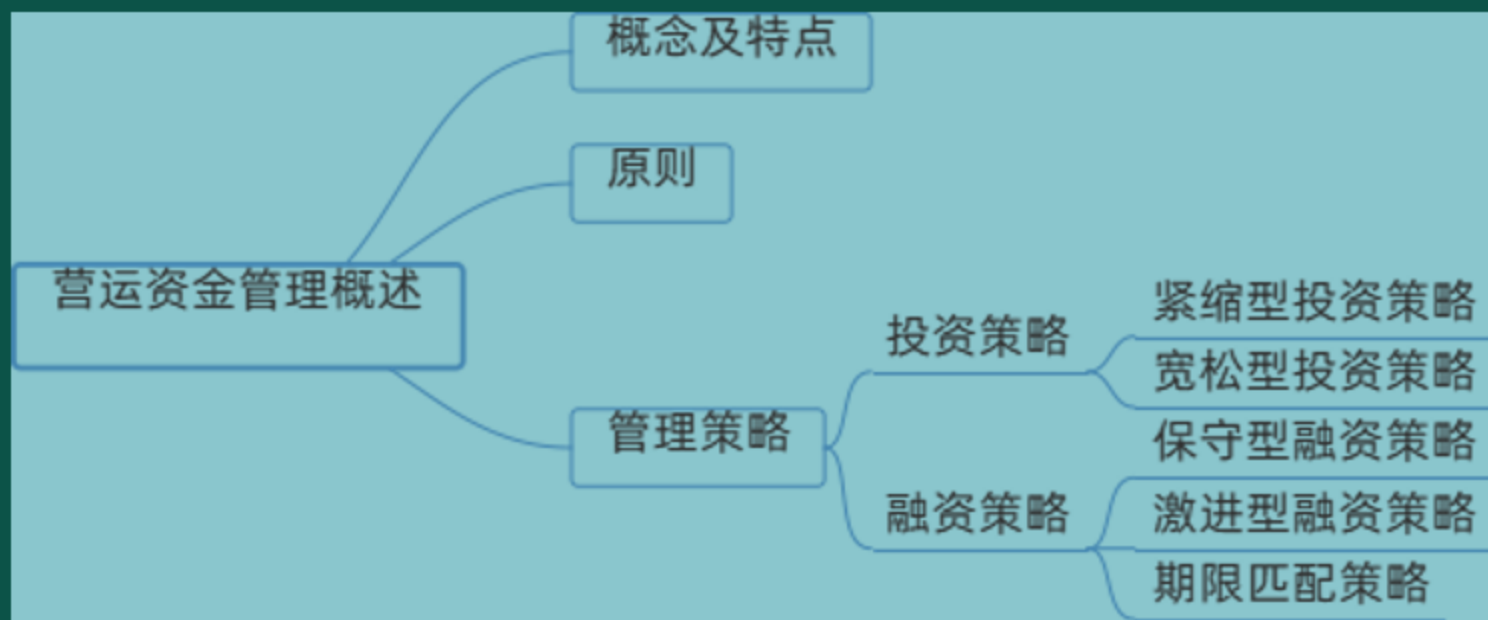 概念及特点
原则
营运资金管理概述
管理策略
投资策略
紧缩型投资策略
宽松型投资策略
融资策略
保守型融资策略
激进型融资策略
期限匹配策略